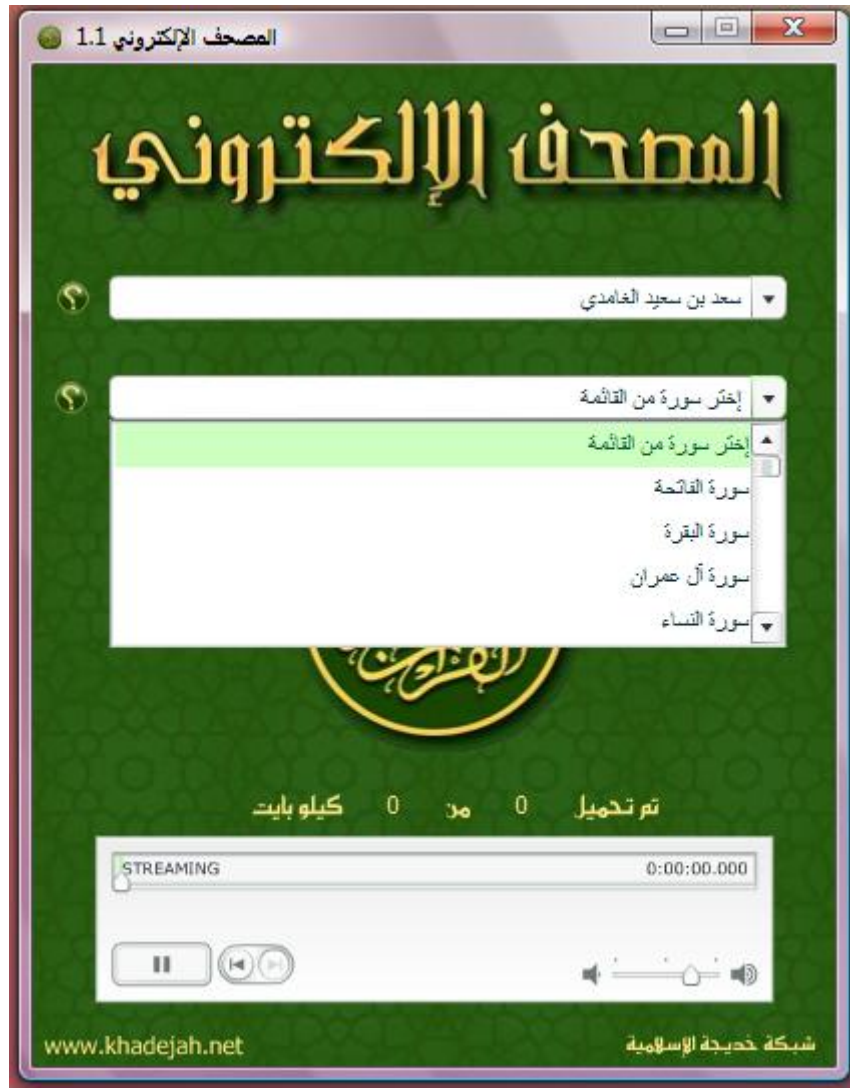 المصحف الإلكتروني 1.1
المصحف الإلكتروني
سعد بن سعيد الغامدي
إختر سورة من القائمة
إختر سورة من القائمة
سورة الفاتحة
سورة البقرة
سورة آل عمران
سورة النساء
القرآن
تم تحميل 0 من 0 كيلو بايت
STREAMING 0:00:00.000
www.khadejah.net شبكة خديجة الإسلامية